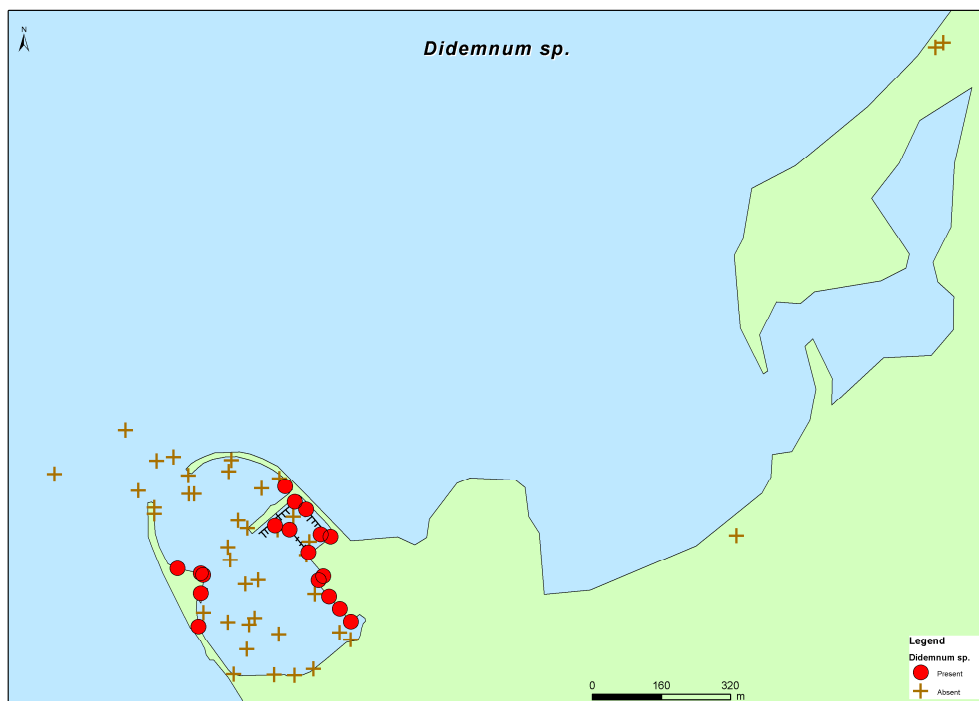 N
Didemnum sp.
Legend
Didemnum sp.
Present
Absent
0 160 320
m